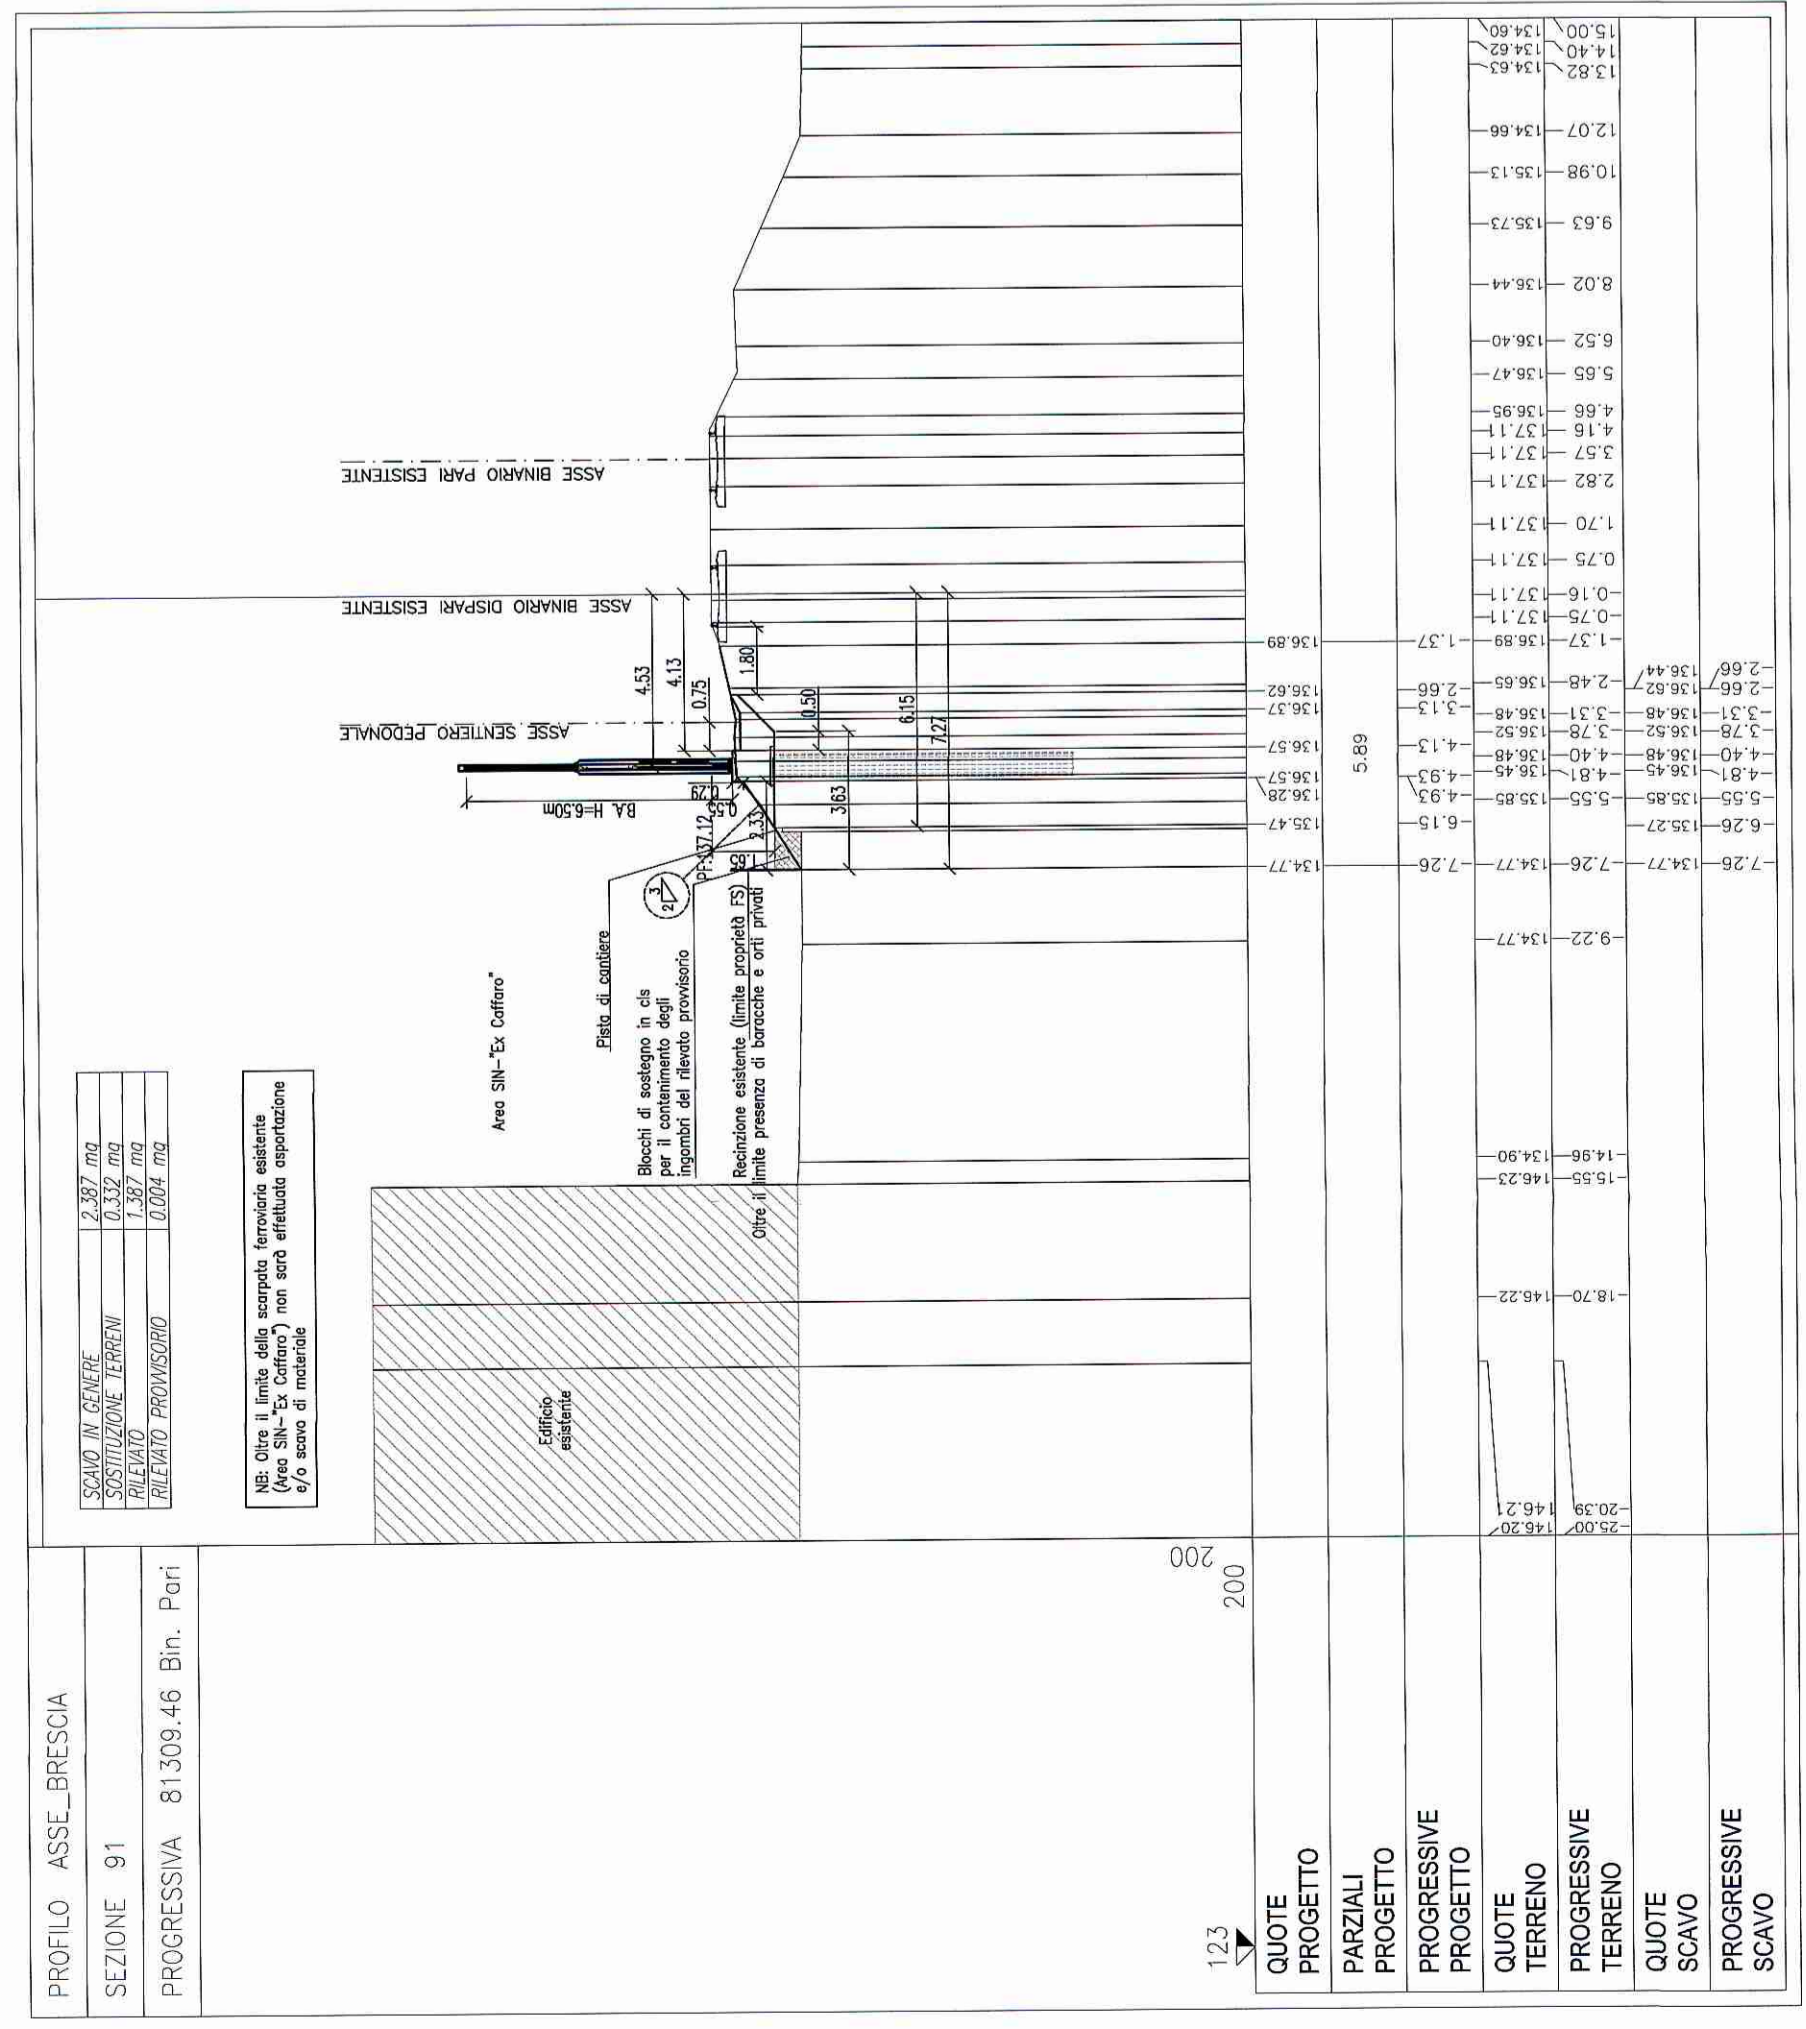 PROFILO ASSE_BRESCIA
SEZIONE 91
PROGRESSIVA 81309.46 Bin. Pari
SCAVO IN GENERE 2.387 mq
SOSTITUZIONE TERRENI 0.332 mq
RILEVATO 1.387 mq
RILEVATO PROVVISORIO 0.004 mq
NB: Oltre il limite della scarpata ferroviaria esistente
(Area SIN-"Ex Caffaro") non sarà effettuata asportazione
e/o scavo di materiale
Edificio
esistente
Area SIN-"Ex Caffaro"
Pista di cantiere
Blocchi di sostegno in cls
per il contenimento degli
ingombri del rilevato provvisorio
Recinzione esistente (limite proprietà FS)
Oltre il limite presenza di baracche e orti privati
ASSE SENTIERO PEDONALE
ASSE BINARIO DISPARI ESISTENTE
ASSE BINARIO PARI ESISTENTE
B.A. H=6.50m
PF:137.12
3
2
4.53
4.13
0.75
1.80
0.50
6.15
7.27
3.63
2.33
1.65
0.29
200
200
123
QUOTE
PROGETTO
134.77 135.47 136.28 136.57 136.57 136.37 136.62 136.89
PARZIALI
PROGETTO
5.89
PROGRESSIVE
PROGETTO
-7.26 -6.15 -4.93 -4.93 -4.13 -3.13 -2.66 -1.37
QUOTE
TERRENO
146.20 146.21 146.22 146.23 134.90 134.77 134.77 135.85 136.45 136.48 136.52 136.48 136.65 136.89 137.11 137.11 137.11 137.11 137.11 137.11 137.11 136.95 136.47 136.40 136.44 135.73 135.13 134.66 134.63 134.62 134.60
PROGRESSIVE
TERRENO
-25.00 -20.39 -18.70 -15.55 -14.96 -9.22 -7.26 -5.55 -4.81 -4.40 -3.78 -3.31 -2.48 -1.37 -0.75 -0.16 0.75 1.70 2.82 3.57 4.16 4.66 5.65 6.52 8.02 9.63 10.98 12.07 13.82 14.40 15.00
QUOTE
SCAVO
134.77 135.27 135.85 136.45 136.48 136.52 136.48 136.62 136.44
PROGRESSIVE
SCAVO
-7.26 -6.26 -5.55 -4.81 -4.40 -3.78 -3.31 -2.66 -2.66